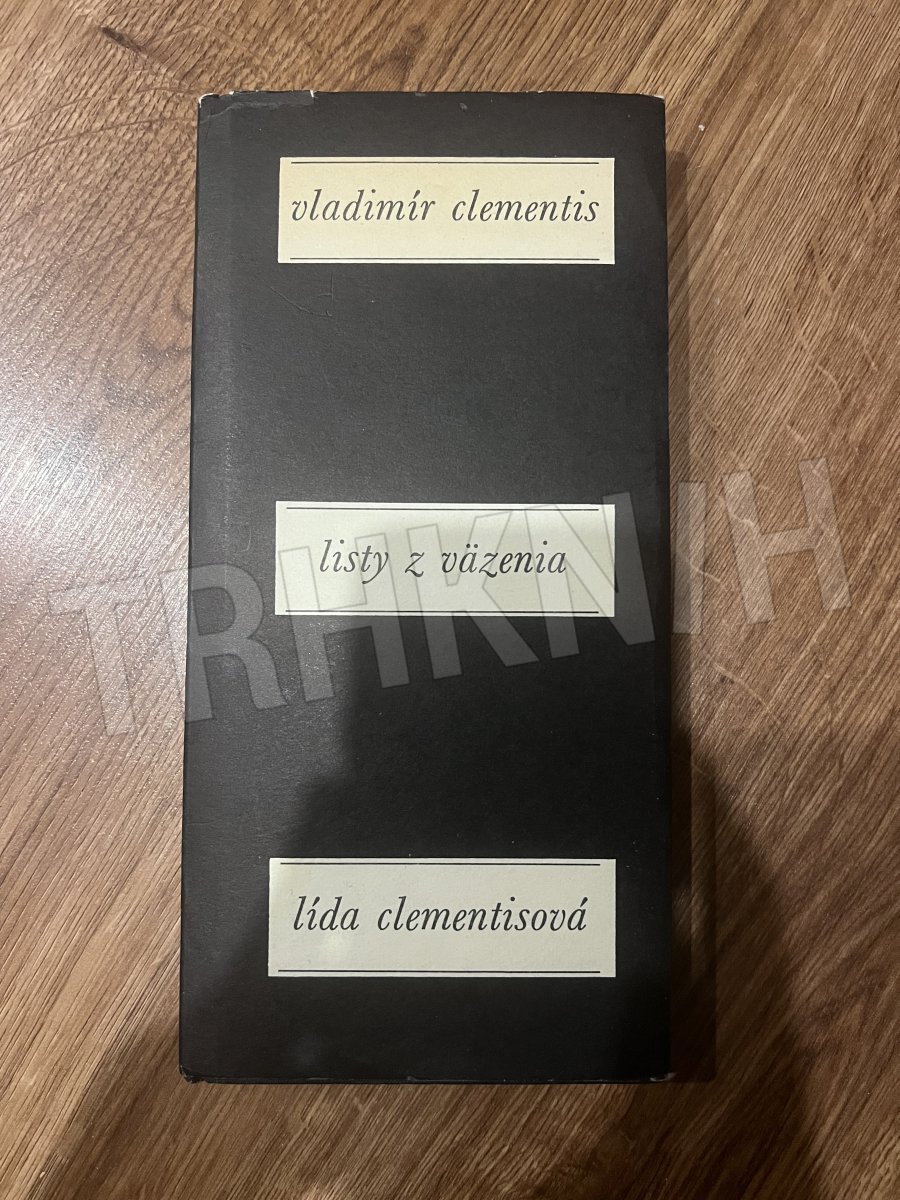 vladimír clementis
listy z väzenia
TRHKNIH
lída clementisová